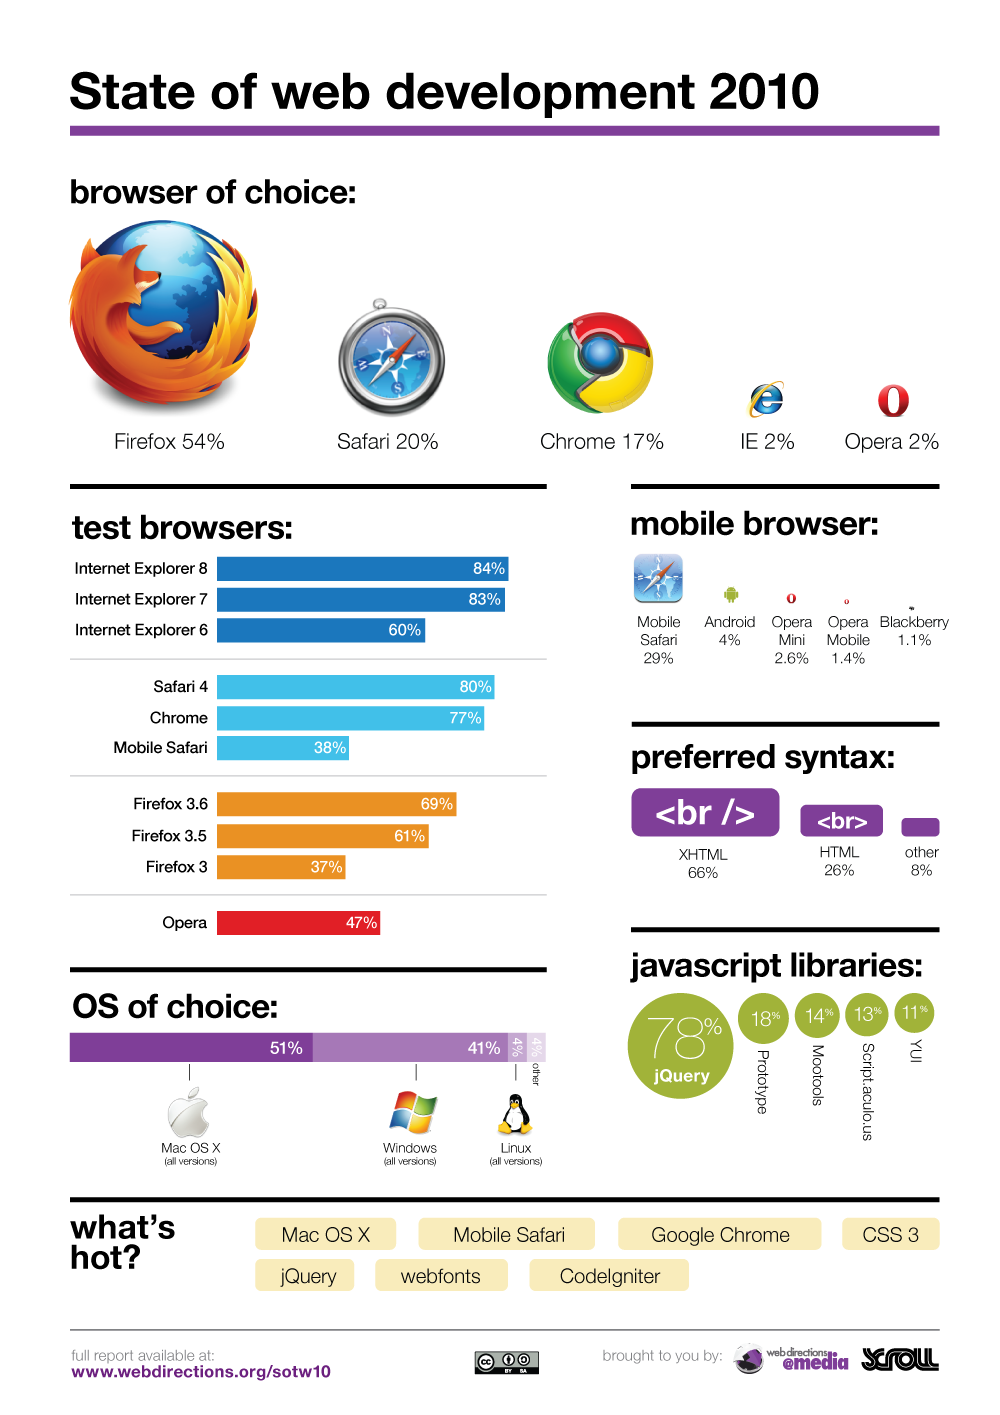 State of web development 2010
browser of choice:
Firefox 54%
Safari 20%
Chrome 17%
IE 2%
Opera 2%
test browsers:
Internet Explorer 8 84%
Internet Explorer 7 83%
Internet Explorer 6 60%
Safari 4 80%
Chrome 77%
Mobile Safari 38%
Firefox 3.6 69%
Firefox 3.5 61%
Firefox 3 37%
Opera 47%
mobile browser:
Mobile
Safari
29%
Android
4%
Opera
Mini
2.6%
Opera
Mobile
1.4%
Blackberry
1.1%
preferred syntax:
<br />
XHTML
66%
<br>
HTML
26%
other
8%
OS of choice:
51% 41% 4% 4%
other
Mac OS X
(all versions)
Windows
(all versions)
Linux
(all versions)
javascript libraries:
78%
jQuery
18%
Prototype
14%
Mootools
13%
Script.aculo.us
11%
YUI
what's
hot?
Mac OS X
Mobile Safari
Google Chrome
CSS 3
jQuery
webfonts
CodeIgniter
full report available at:
www.webdirections.org/sotw10
cc BY SA
brought to you by:
web directions
@media
SCROLL